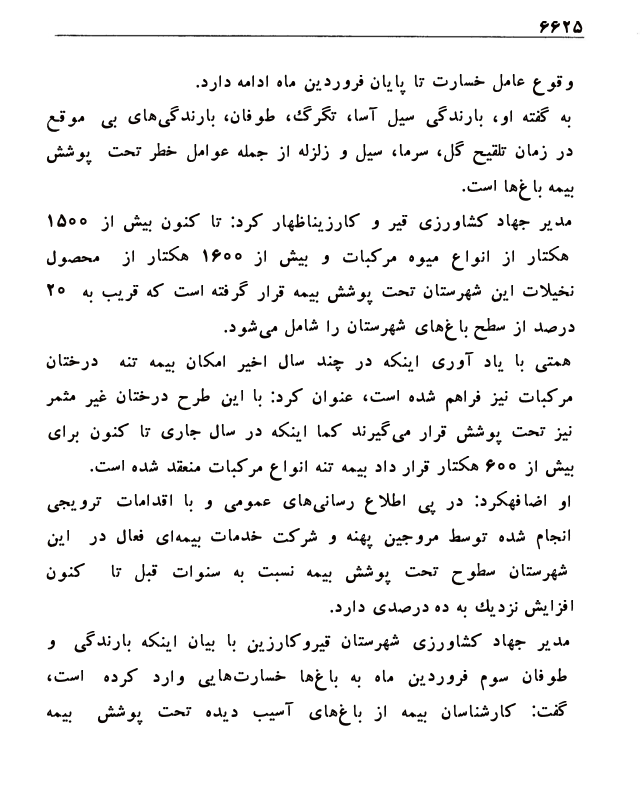 ۶۶۲۵
وقوع عامل خسارت تا پایان فروردین ماه ادامه دارد.
به گفته او، بارندگی سیل آسا، تگرگ، طوفان، بارندگی‌های بی موقع
در زمان تلقیح گل، سرما، سیل و زلزله از جمله عوامل خطر تحت پوشش
بیمه باغ‌ها است.
مدیر جهاد کشاورزی قیر و کارزیناظهار کرد: تا کنون بیش از ۱۵۰۰
هکتار از انواع میوه مرکبات و بیش از ۱۶۰۰ هکتار از محصول
نخیلات این شهرستان تحت پوشش بیمه قرار گرفته است که قریب به ۲۰
درصد از سطح باغ‌های شهرستان را شامل می‌شود.
همتی با یاد آوری اینکه در چند سال اخیر امکان بیمه تنه درختان
مرکبات نیز فراهم شده است، عنوان کرد: با این طرح درختان غیر مثمر
نیز تحت پوشش قرار می‌گیرند کما اینکه در سال جاری تا کنون برای
بیش از ۶۰۰ هکتار قرار داد بیمه تنه انواع مرکبات منعقد شده است.
او اضافهکرد: در پی اطلاع رسانی‌های عمومی و با اقدامات ترویجی
انجام شده توسط مروجین پهنه و شرکت خدمات بیمه‌ای فعال در این
شهرستان سطوح تحت پوشش بیمه نسبت به سنوات قبل تا کنون
افزایش نزدیك به ده درصدی دارد.
مدیر جهاد کشاورزی شهرستان قیروکارزین با بیان اینکه بارندگی و
طوفان سوم فروردین ماه به باغ‌ها خسارت‌هایی وارد کرده است،
گفت: کارشناسان بیمه از باغ‌های آسیب دیده تحت پوشش بیمه